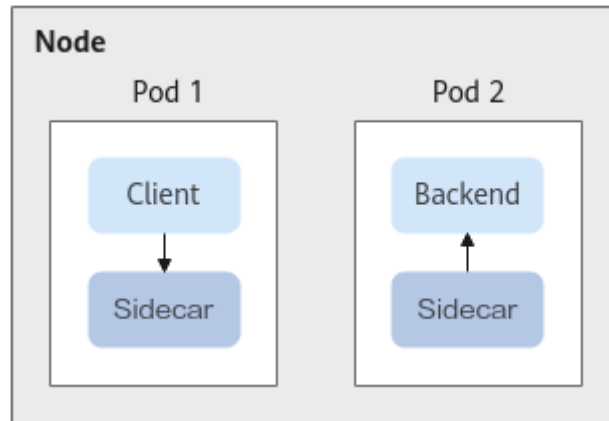 Node
Pod 1
Pod 2
Client
Backend
Sidecar
Sidecar